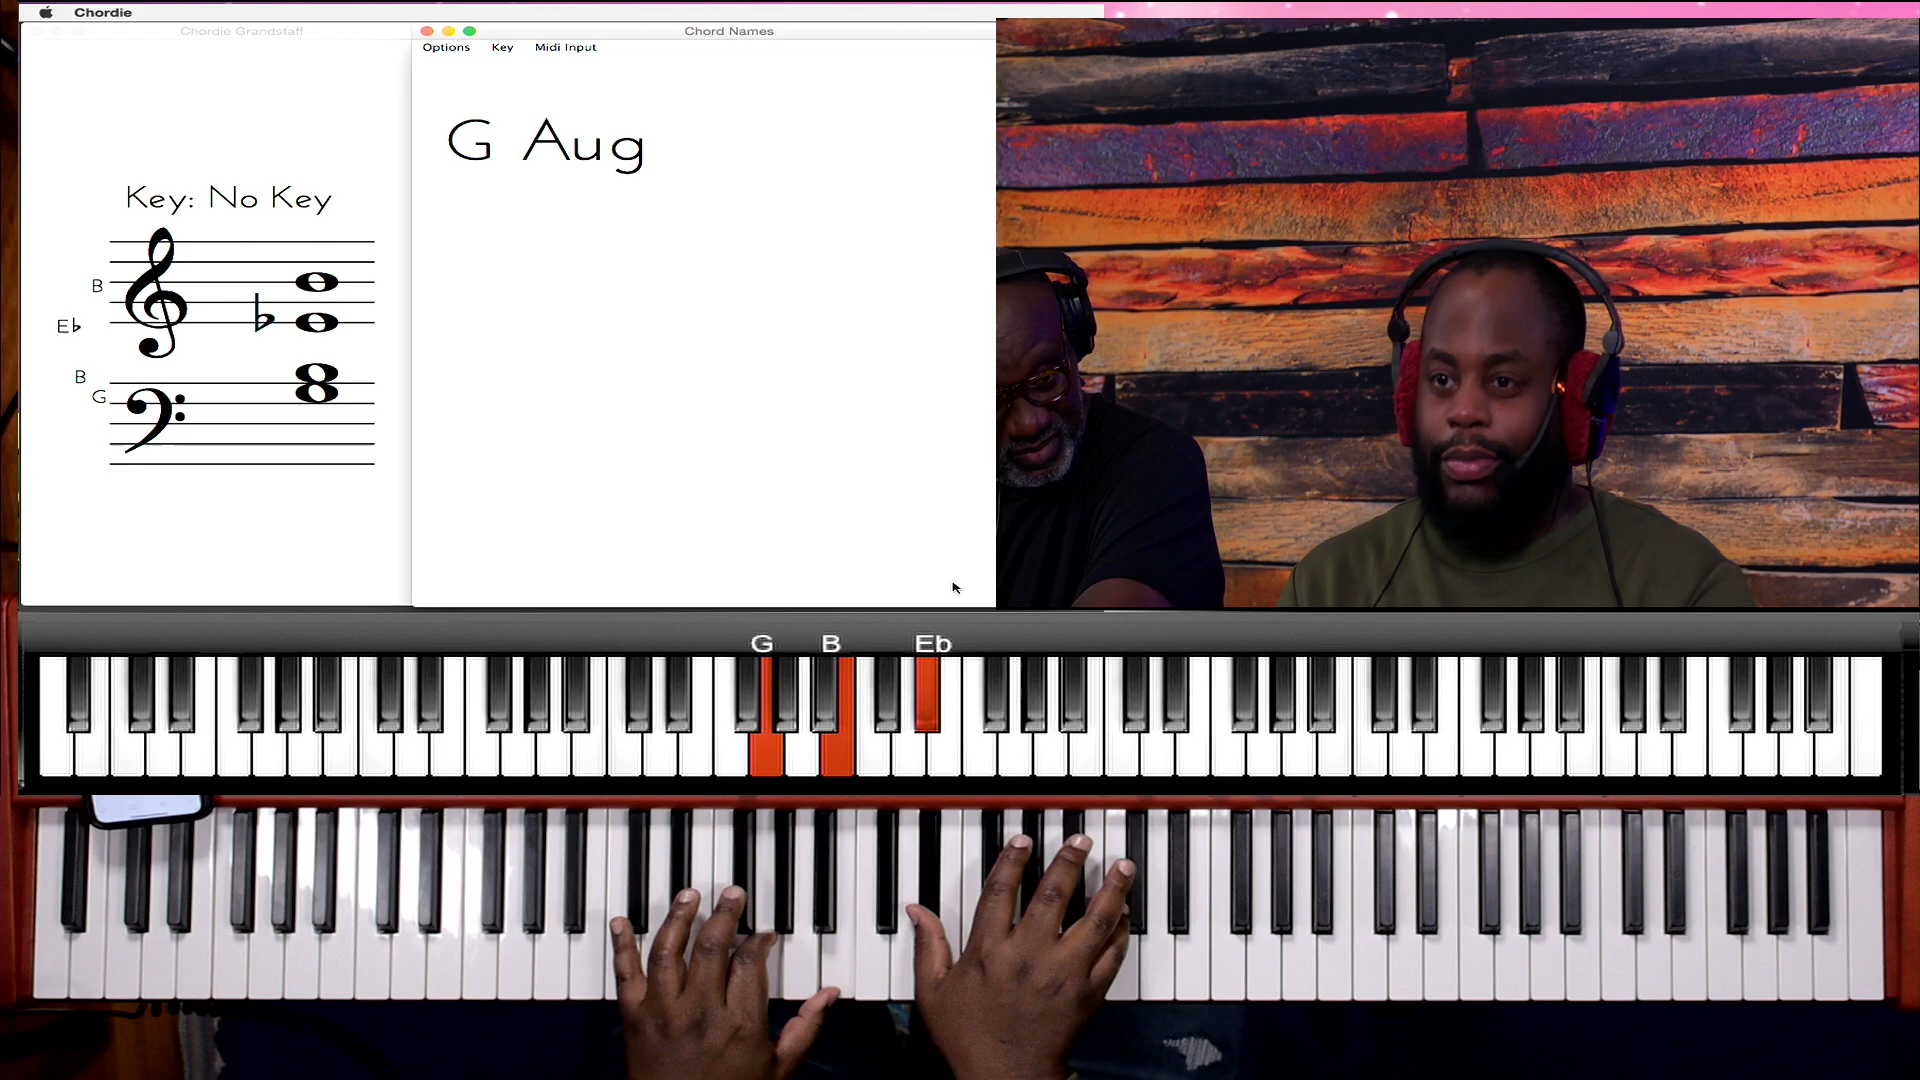 Chordie
Chordie Grandstaff
Chord Names
Options Key Midi Input
G Aug
Key: No Key
B
E♭
B
G
G B Eb